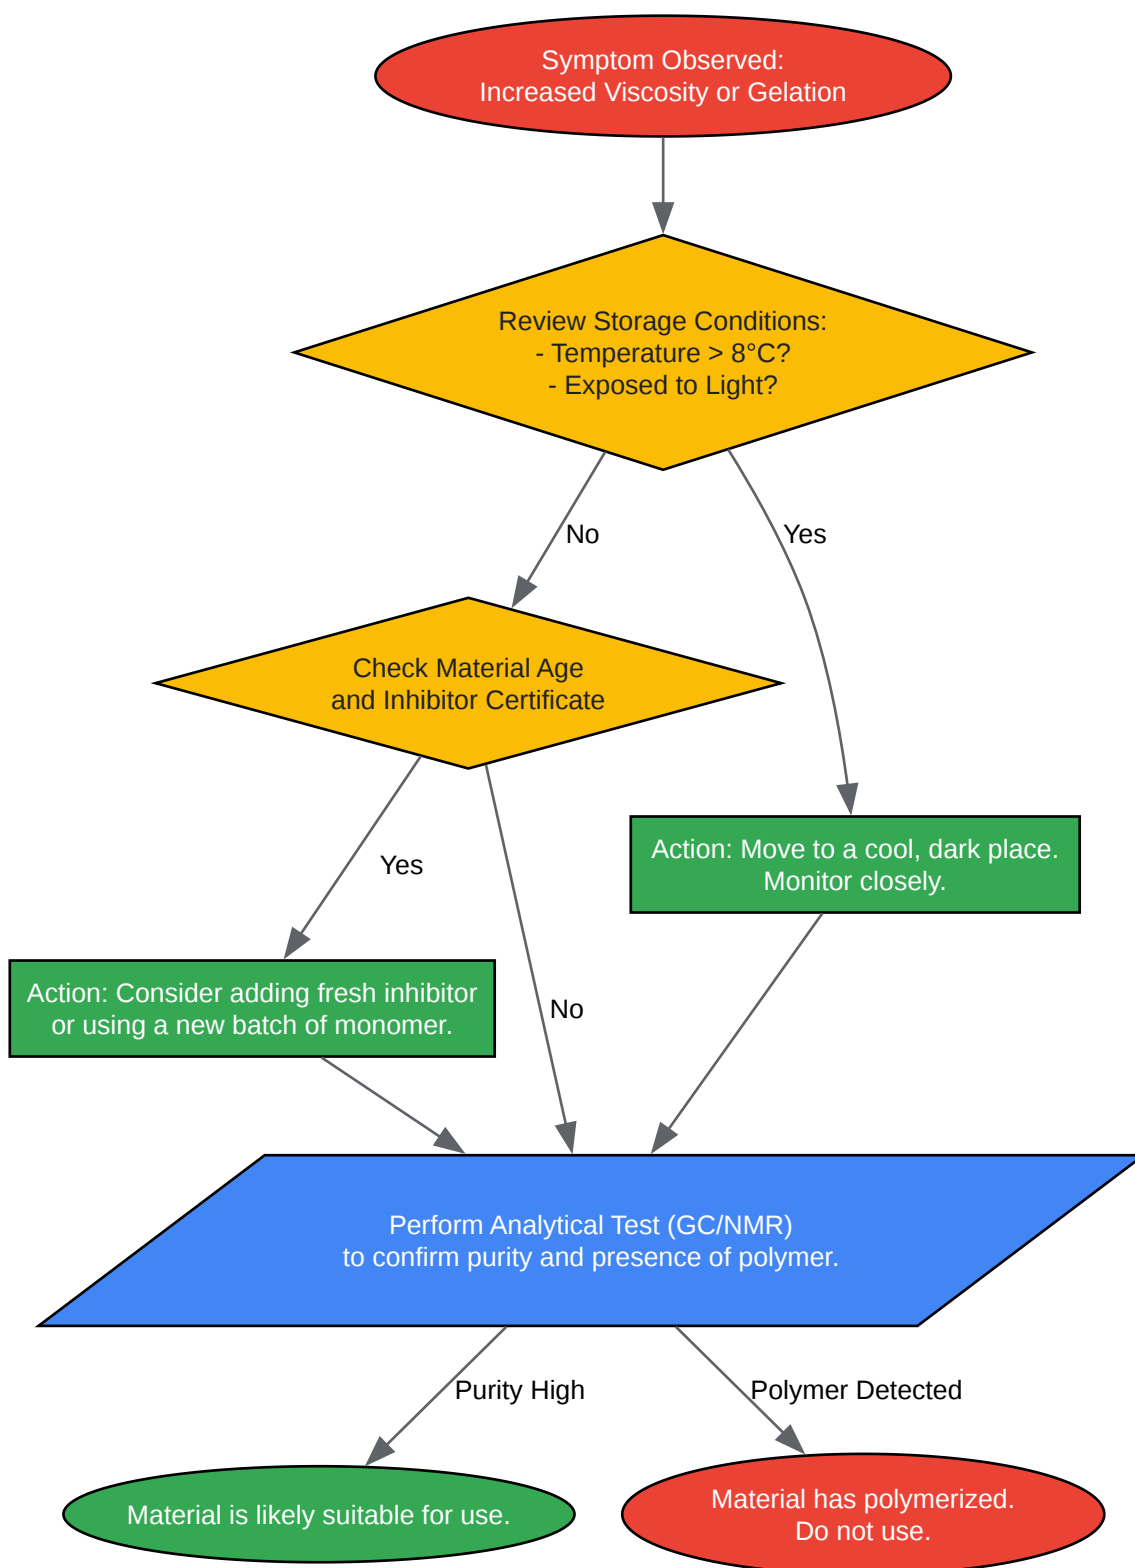 Symptom Observed:
Increased Viscosity or Gelation
Review Storage Conditions:
- Temperature > 8°C?
- Exposed to Light?
No
Yes
Check Material Age
and Inhibitor Certificate
Yes
Action: Move to a cool, dark place.
Monitor closely.
Action: Consider adding fresh inhibitor
or using a new batch of monomer.
No
Perform Analytical Test (GC/NMR)
to confirm purity and presence of polymer.
Purity High
Polymer Detected
Material is likely suitable for use.
Material has polymerized.
Do not use.